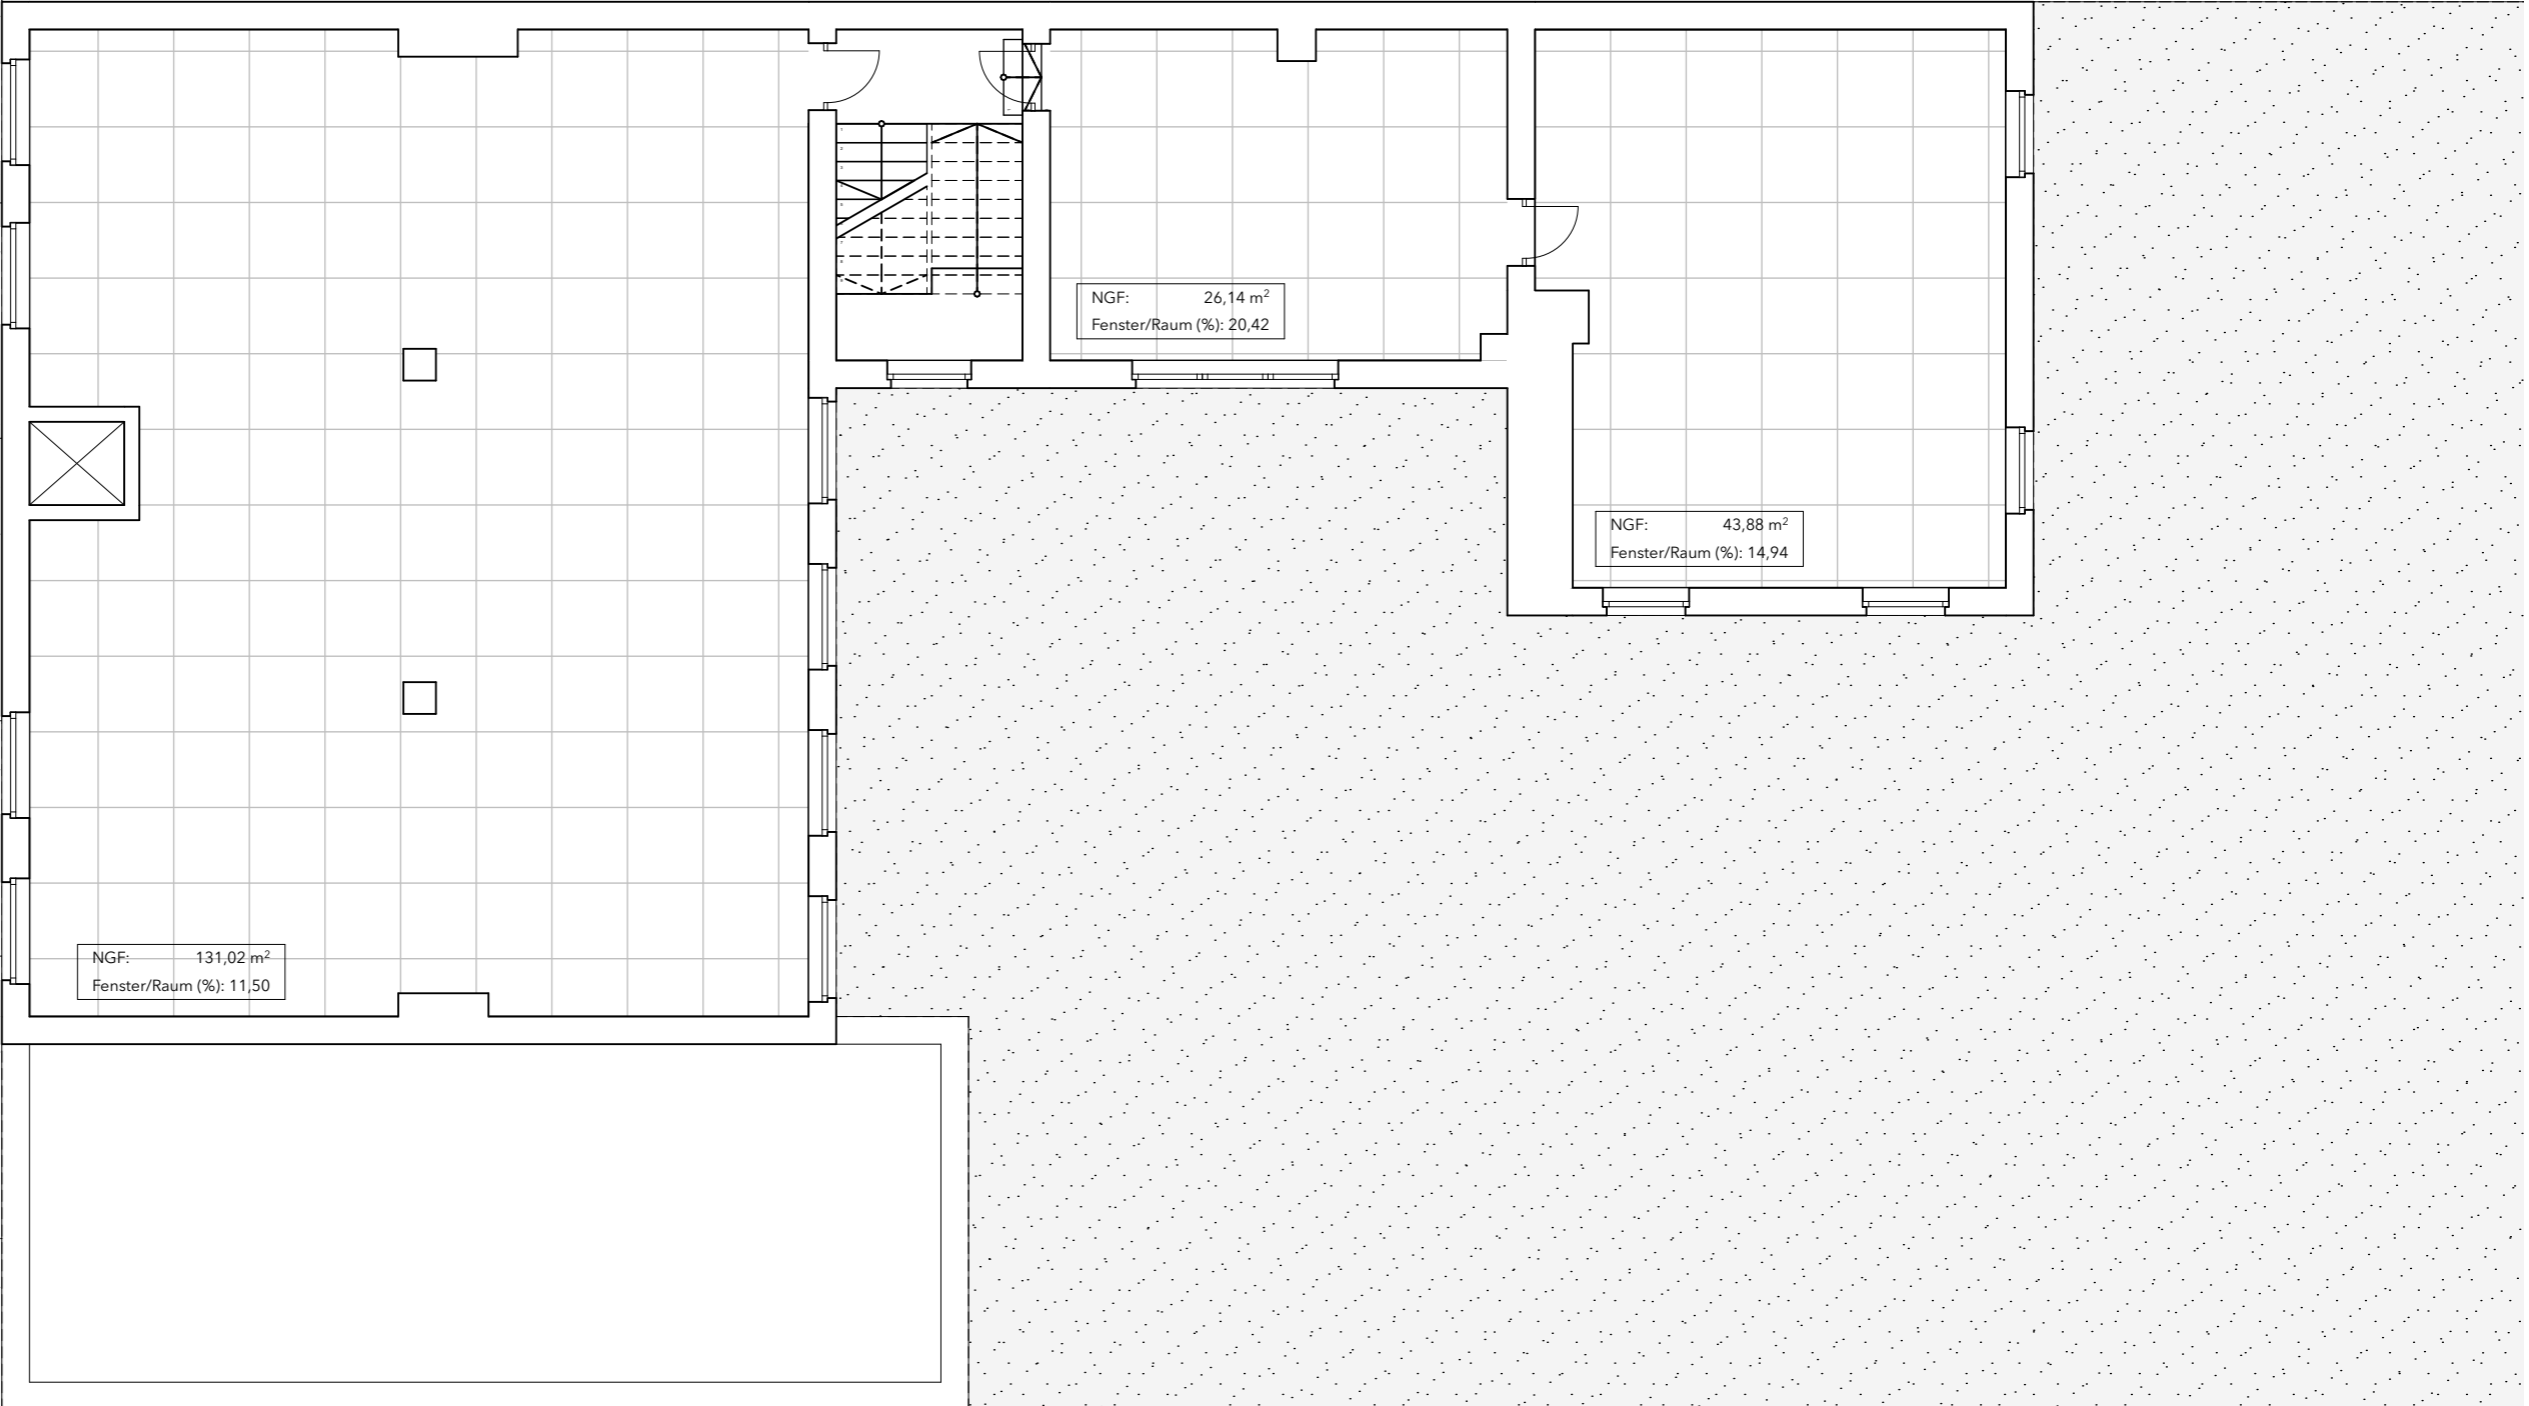 NGF: 26,14 m²
Fenster/Raum (%): 20,42
NGF: 43,88 m²
Fenster/Raum (%): 14,94
NGF: 131,02 m²
Fenster/Raum (%): 11,50